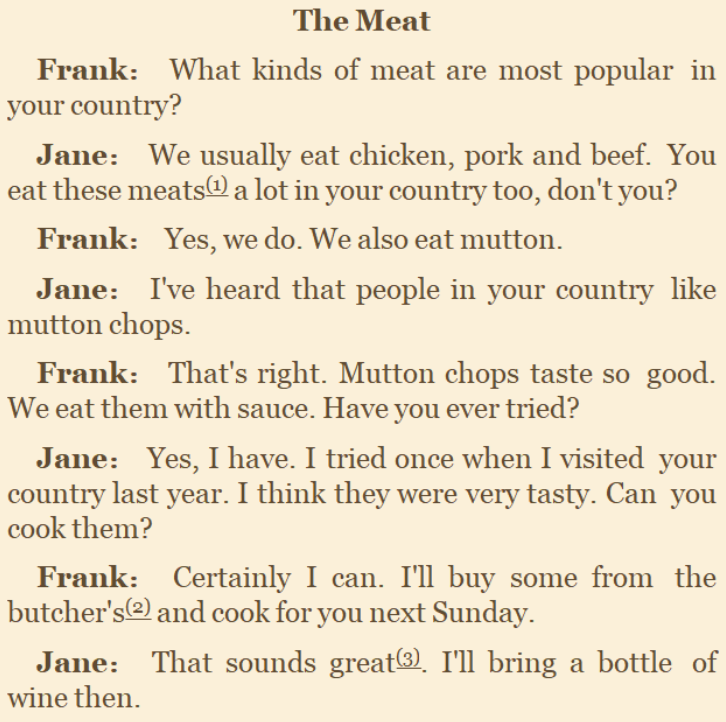 The Meat
Frank: What kinds of meat are most popular in
your country?
Jane: We usually eat chicken, pork and beef. You
eat these meats(1) a lot in your country too, don't you?
Frank: Yes, we do. We also eat mutton.
Jane: I've heard that people in your country like
mutton chops.
Frank: That's right. Mutton chops taste so good.
We eat them with sauce. Have you ever tried?
Jane: Yes, I have. I tried once when I visited your
country last year. I think they were very tasty. Can you
cook them?
Frank: Certainly I can. I'll buy some from the
butcher's(2) and cook for you next Sunday.
Jane: That sounds great(3). I'll bring a bottle of
wine then.